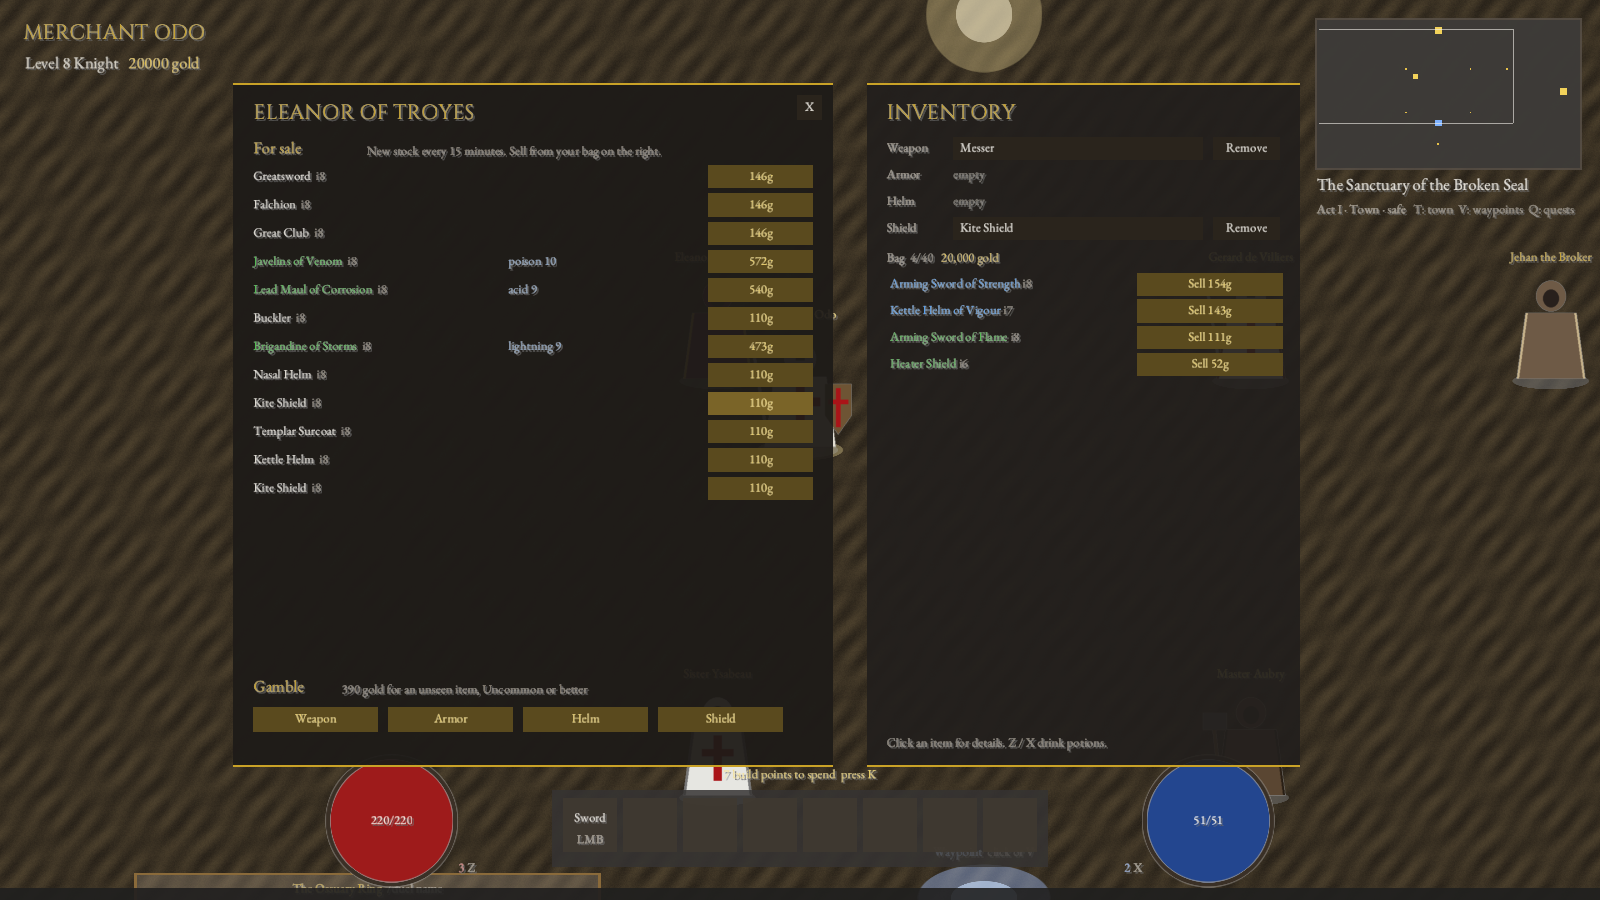 MERCHANT ODO
Level 8 Knight 20000 gold
ELEANOR OF TROYES
X
For sale New stock every 15 minutes. Sell from your bag on the right.
Greatsword i8 146g
Falchion i8 146g
Great Club i8 146g
Javelins of Venom i8 poison 10 572g
Lead Maul of Corrosion i8 acid 9 540g
Buckler i8 110g
Brigandine of Storms i8 lightning 9 473g
Nasal Helm i8 110g
Kite Shield i8 110g
Templar Surcoat i8 110g
Kettle Helm i8 110g
Kite Shield i8 110g
Gamble 390 gold for an unseen item, Uncommon or better
Weapon Armor Helm Shield
INVENTORY
Weapon Messer Remove
Armor empty
Helm empty
Shield Kite Shield Remove
Bag 4/40 20,000 gold
Arming Sword of Strength i8 Sell 154g
Kettle Helm of Vigour i7 Sell 143g
Arming Sword of Flame i8 Sell 111g
Heater Shield i6 Sell 52g
Click an item for details. Z / X drink potions.
The Sanctuary of the Broken Seal
Act I · Town · safe T: town V: waypoints Q: quests
Jehan the Broker
7 build points to spend press K
220/220
3 Z
Sword
LMB
51/51
2 X